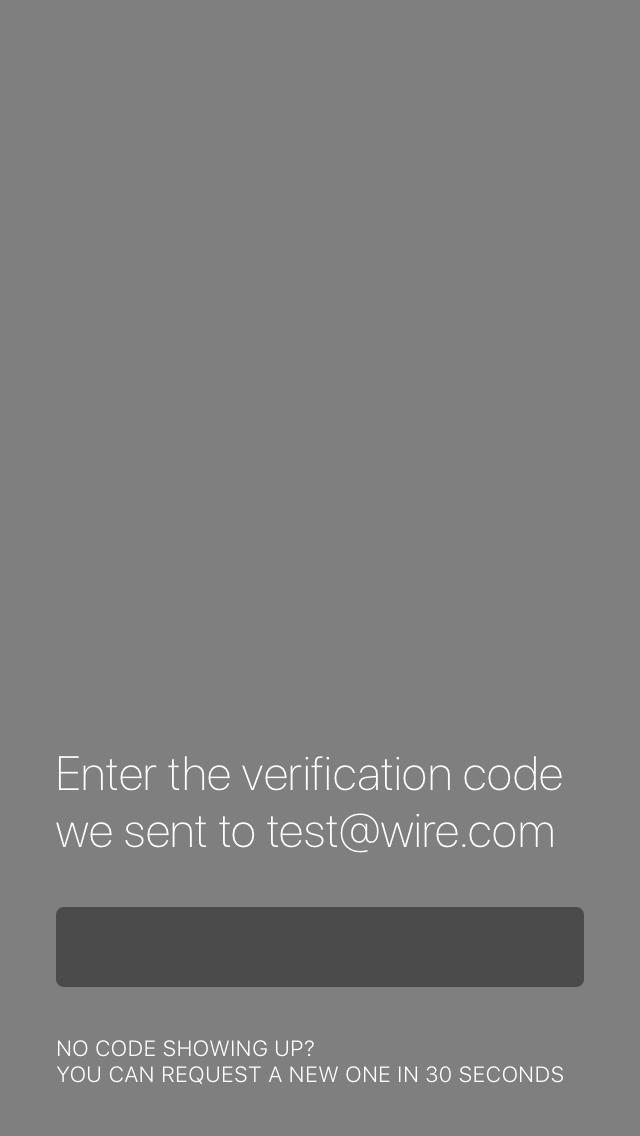 Enter the verification code
we sent to test@wire.com
NO CODE SHOWING UP?
YOU CAN REQUEST A NEW ONE IN 30 SECONDS